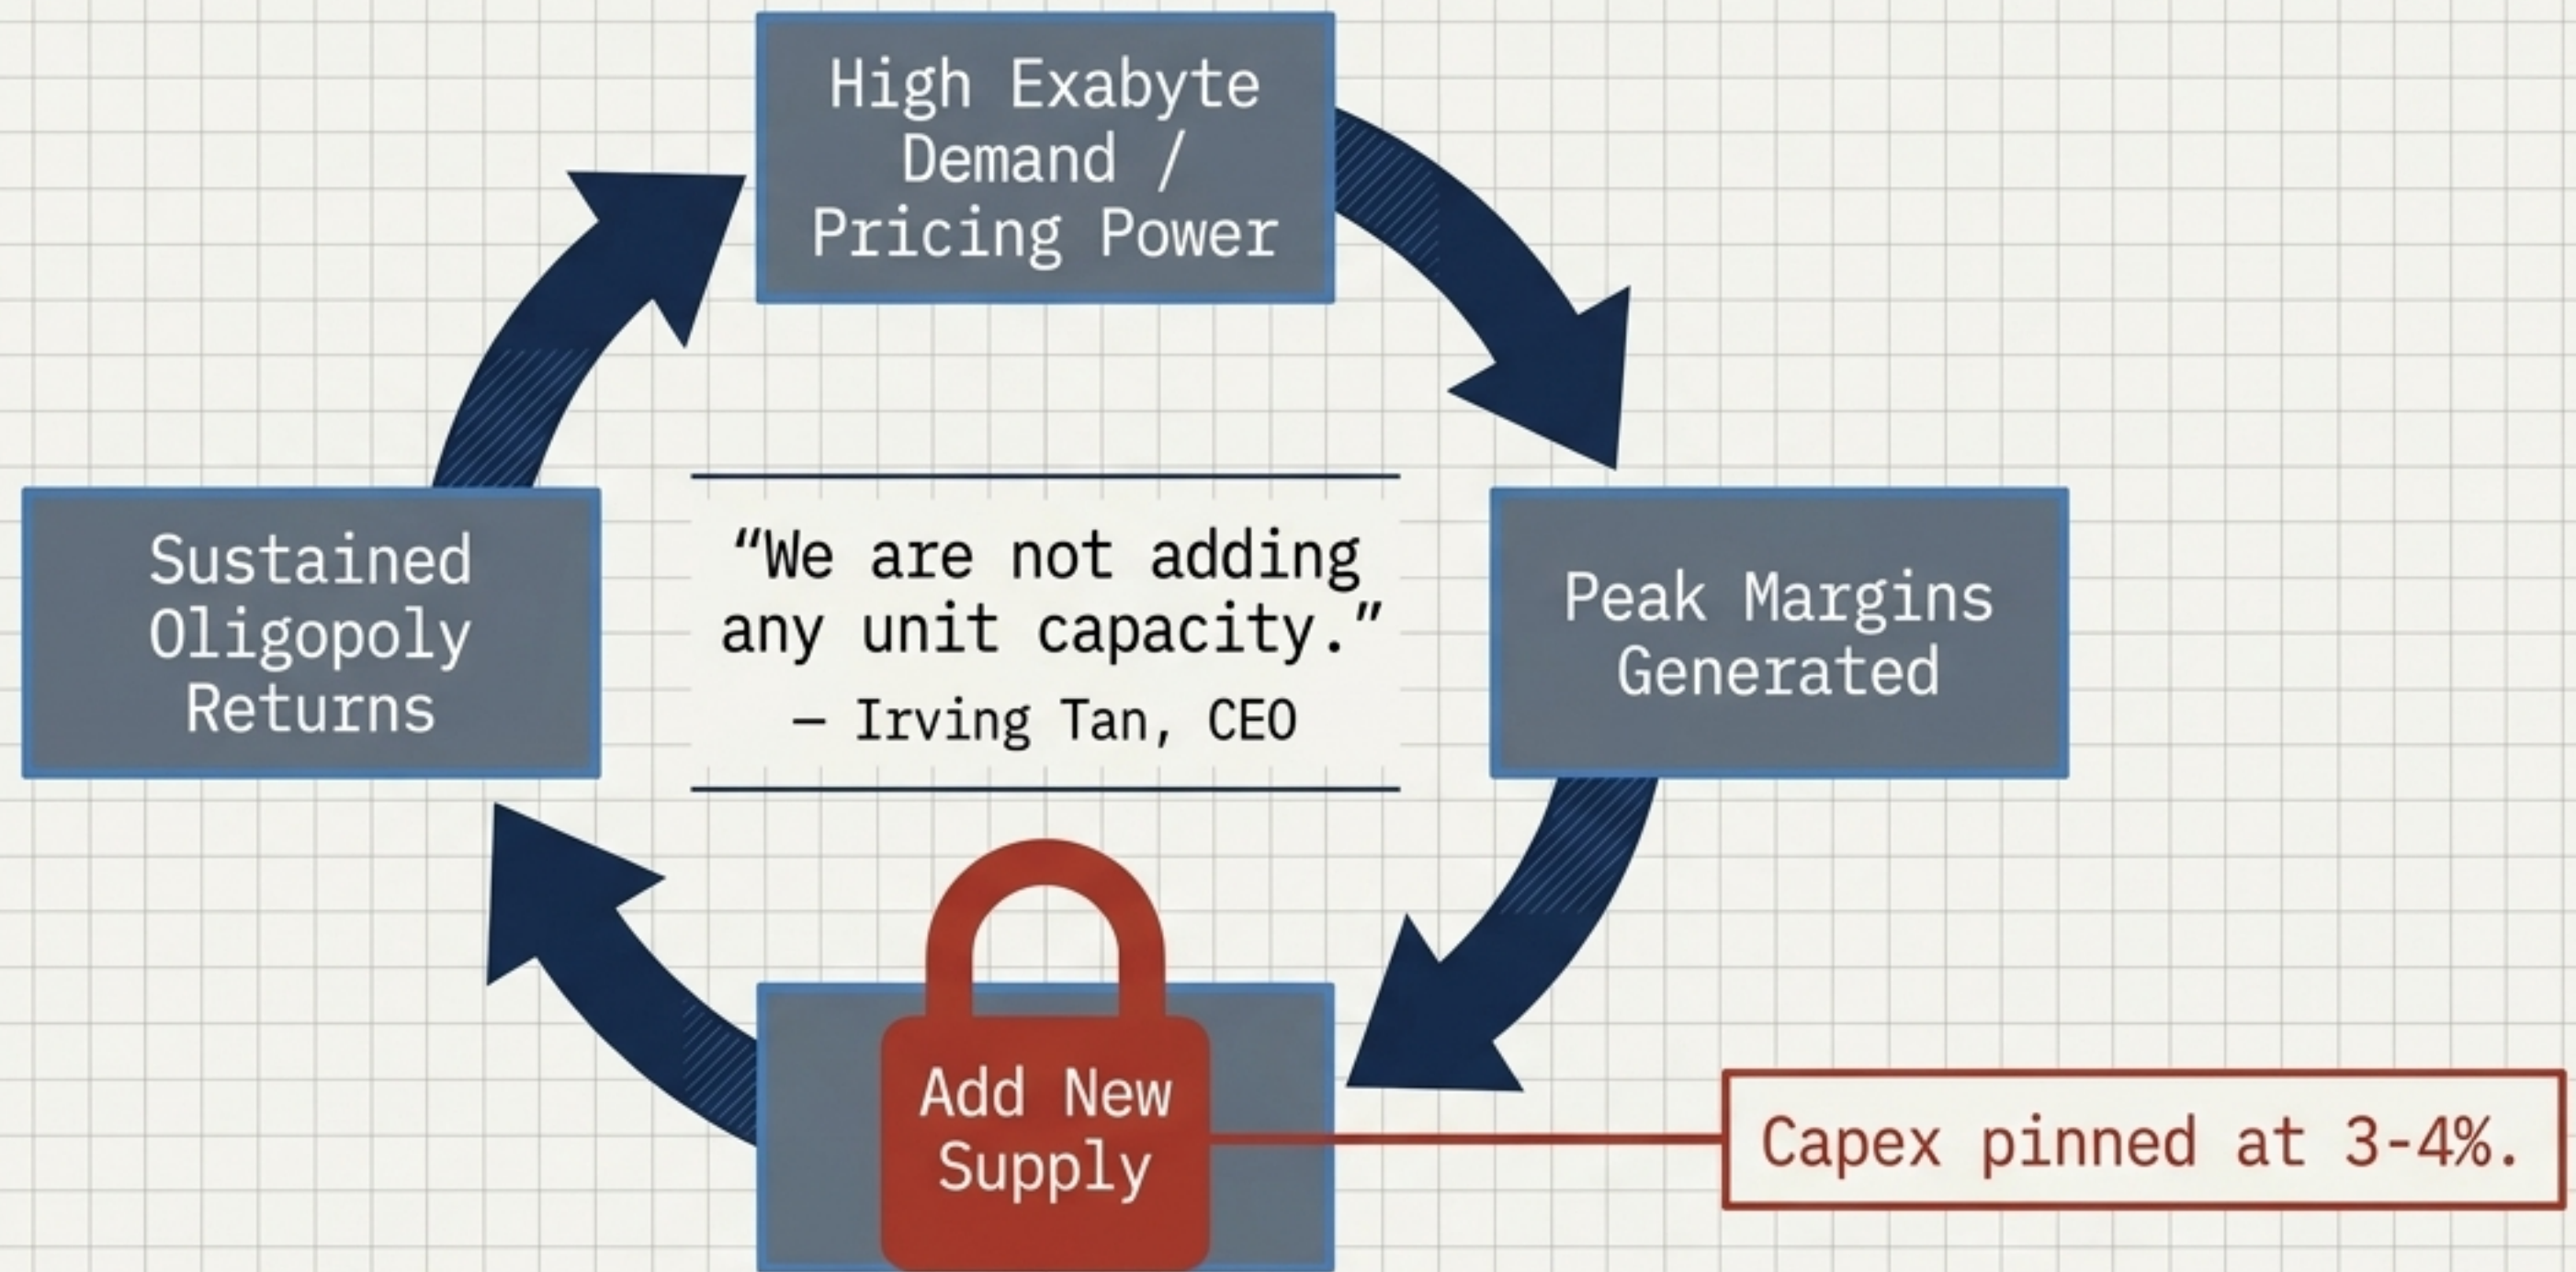 High Exabyte
Demand /
Pricing Power
Sustained
Oligopoly
Returns
“We are not adding
any unit capacity.”
– Irving Tan, CEO
Peak Margins
Generated
Add New
Supply
Capex pinned at 3-4%.